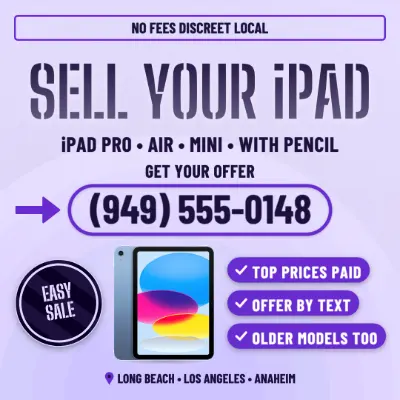 NO FEES DISCREET LOCAL
SELL YOUR iPAD
iPAD PRO • AIR • MINI • WITH PENCIL
GET YOUR OFFER
(949) 555-0148
EASY
SALE
TOP PRICES PAID
OFFER BY TEXT
OLDER MODELS TOO
LONG BEACH • LOS ANGELES • ANAHEIM